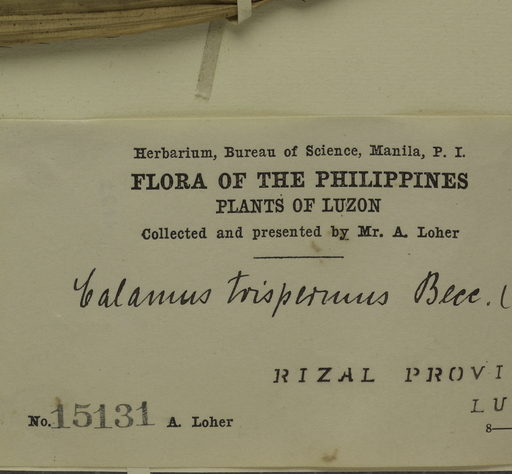 Herbarium, Bureau of Science, Manila, P. I.
FLORA OF THE PHILIPPINES
PLANTS OF LUZON
Collected and presented by Mr. A. Loher
Calamus trispermus Becc. (
RIZAL PROVI
LU
No. 15131 A. Loher
8—